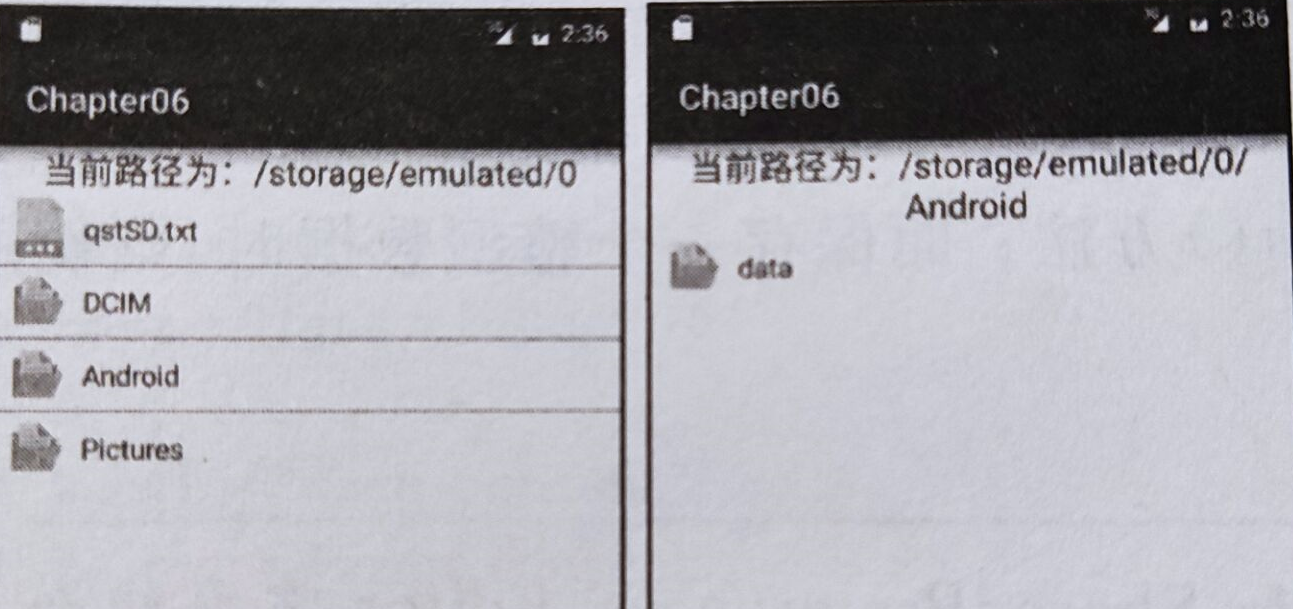 2:36
Chapter06
当前路径为：/storage/emulated/0
qstSD.txt
DCIM
Android
Pictures
2:36
Chapter06
当前路径为：/storage/emulated/0/
Android
data